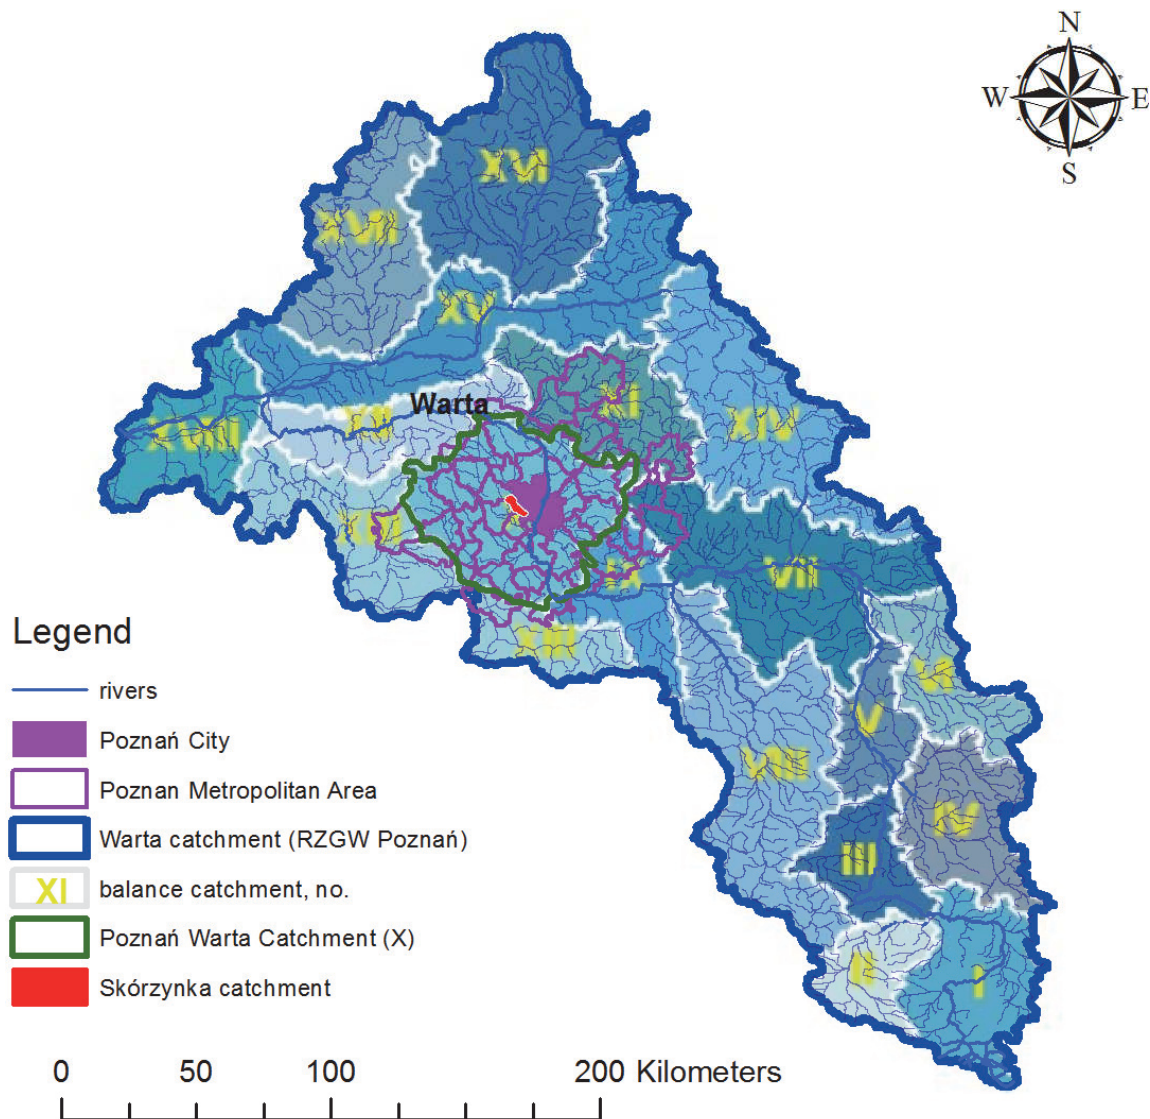 N
W
E
S
XVI
XVII
XV
Warta
XII
XI
XVIII
XIV
XIII
IX
Vii
XIII
VI
V
VIII
IV
III
II
I
Legend
rivers
Poznań City
Poznan Metropolitan Area
Warta catchment (RZGW Poznań)
XI balance catchment, no.
Poznań Warta Catchment (X)
Skórzynka catchment
0 50 100 200 Kilometers